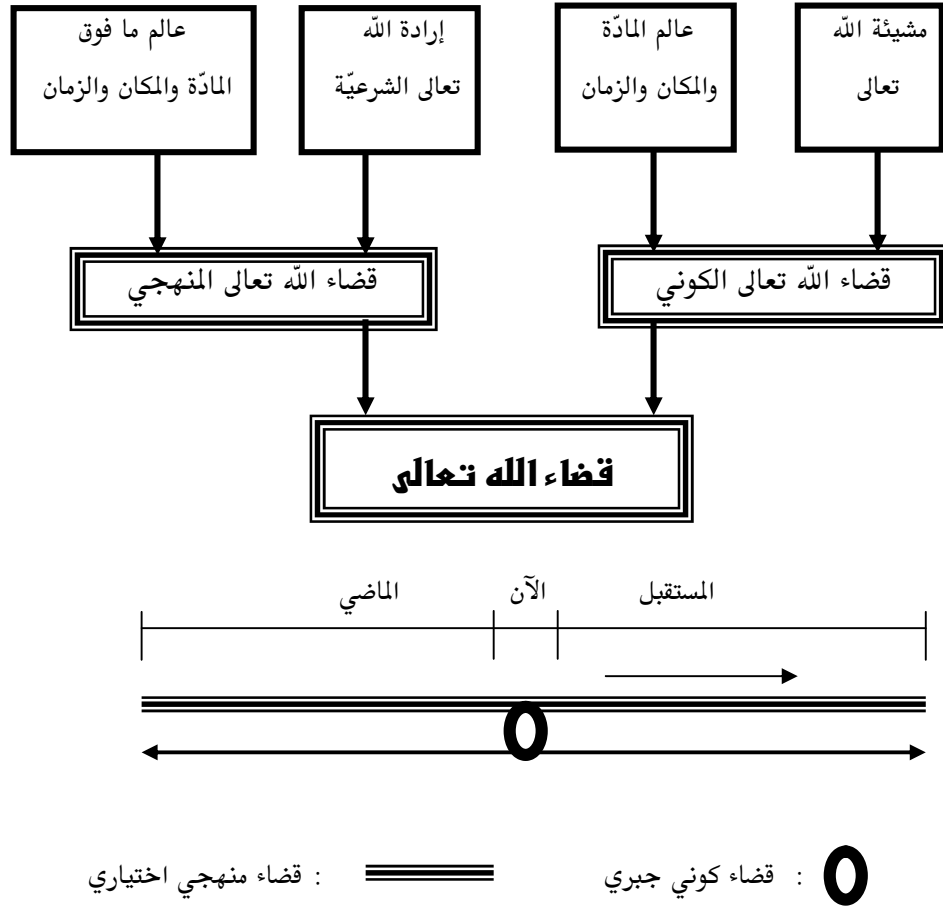 مشيئة الله
تعالى
عالم المادّة
والمكان والزمان
إرادة الله
تعالى الشرعيّة
عالم ما فوق
المادّة والمكان والزمان
قضاء الله تعالى الكوني
قضاء الله تعالى المنهجي
قضاء الله تعالى
الماضي الآن المستقبل
: قضاء كوني جبري
: قضاء منهجي اختياري